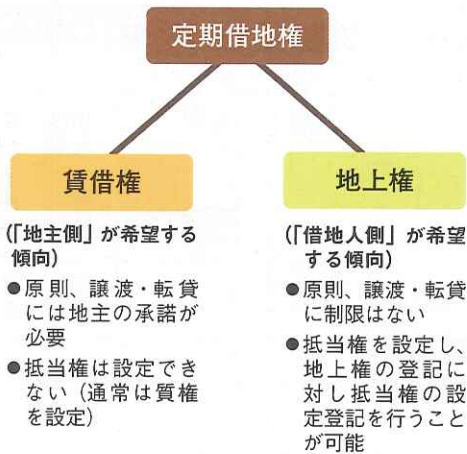 定期借地権
賃借権
(「地主側」が希望する
傾向)
●原則、譲渡・転貸
には地主の承諾が
必要
●抵当権は設定でき
ない(通常は質権
を設定)
地上権
(「借地人側」が希望
する傾向)
●原則、譲渡・転貸
に制限はない
●抵当権を設定し、
地上権の登記に
対し抵当権の設
定登記を行うこと
が可能